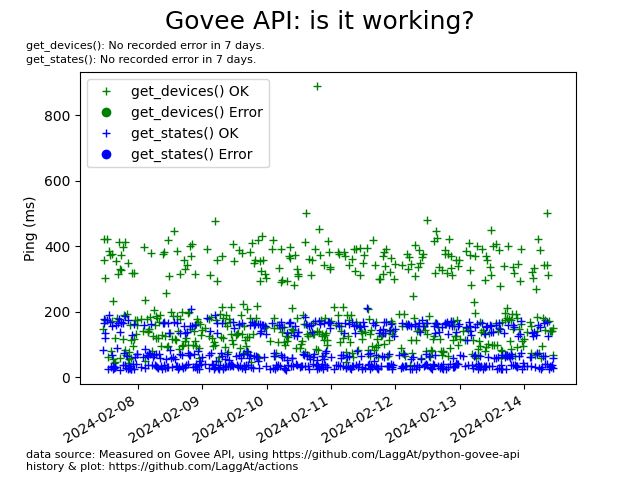 Govee API: is it working?
get_devices(): No recorded error in 7 days.
get_states(): No recorded error in 7 days.
get_devices() OK
get_devices() Error
get_states() OK
get_states() Error
Ping (ms)
800
600
400
200
0
2024-02-08
2024-02-09
2024-02-10
2024-02-11
2024-02-12
2024-02-13
2024-02-14
data source: Measured on Govee API, using https://github.com/LaggAt/python-govee-api
history & plot: https://github.com/LaggAt/actions